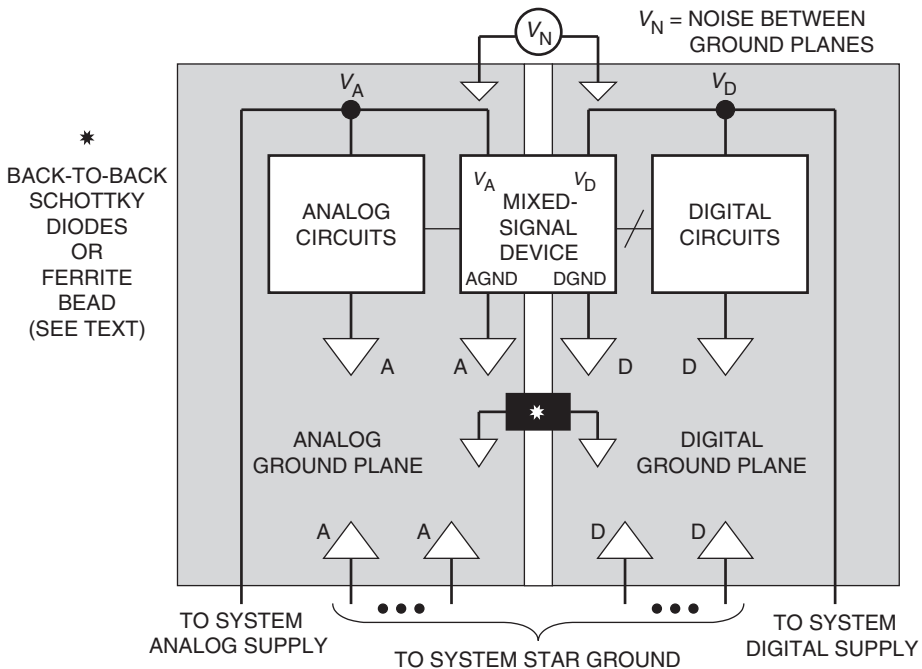 V_N
V_N = NOISE BETWEEN
GROUND PLANES
V_A
V_D
*
BACK-TO-BACK
SCHOTTKY
DIODES
OR
FERRITE
BEAD
(SEE TEXT)
ANALOG
CIRCUITS
V_A V_D
MIXED-
SIGNAL
DEVICE
AGND DGND
DIGITAL
CIRCUITS
A A D D
*
ANALOG
GROUND PLANE
DIGITAL
GROUND PLANE
A A D D
TO SYSTEM
ANALOG SUPPLY
TO SYSTEM STAR GROUND
TO SYSTEM
DIGITAL SUPPLY